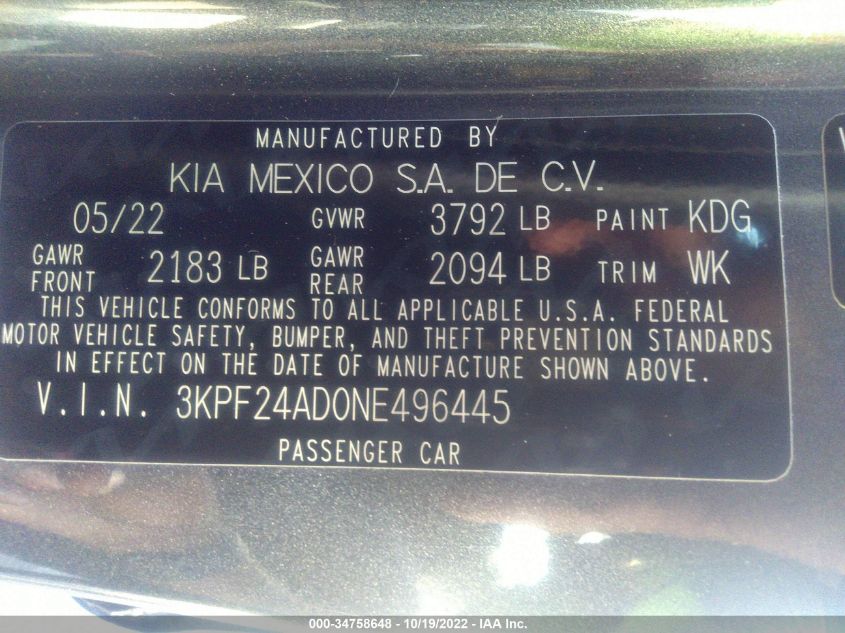 MANUFACTURED BY
KIA MEXICO S.A. DE C.V.
05/22 GVWR 3792 LB PAINT KDG
GAWR FRONT 2183 LB GAWR REAR 2094 LB TRIM WK
THIS VEHICLE CONFORMS TO ALL APPLICABLE U.S.A. FEDERAL
MOTOR VEHICLE SAFETY, BUMPER, AND THEFT PREVENTION STANDARDS
IN EFFECT ON THE DATE OF MANUFACTURE SHOWN ABOVE.
V.I.N. 3KPF24AD0NE496445
PASSENGER CAR
000-34758648 - 10/19/2022 - IAA Inc.